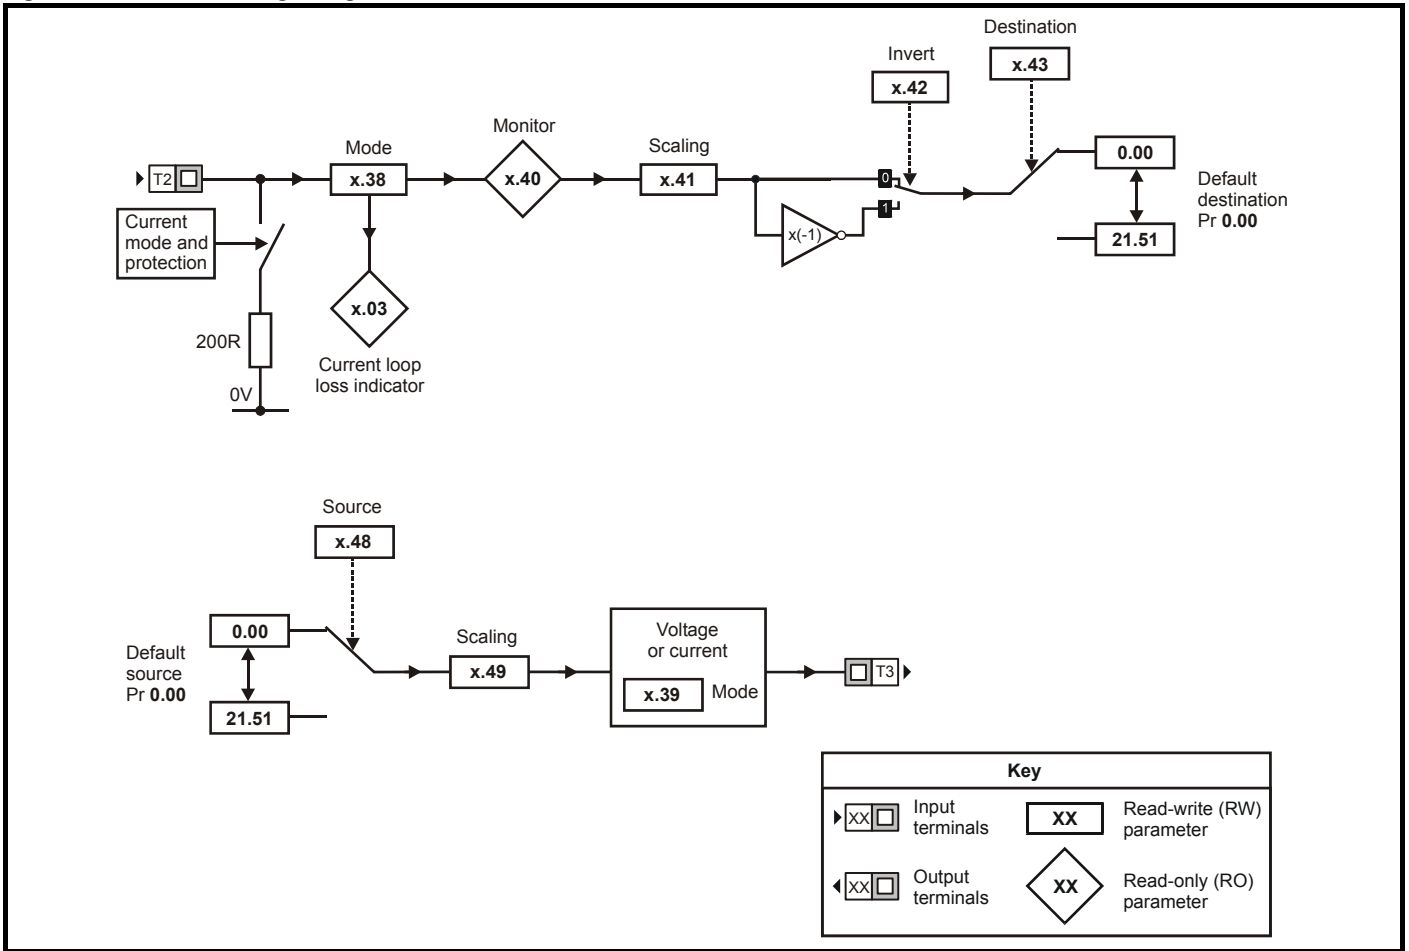 Destination
x.43
Invert
x.42
Monitor
Mode
Scaling
T2
x.38
x.40
x.41
0
1
x(-1)
0.00
21.51
Default
destination
Pr 0.00
Current
mode and
protection
x.03
200R
Current loop
loss indicator
0V
Source
x.48
0.00
Default
source
Pr 0.00
21.51
Scaling
x.49
Voltage
or current
x.39
Mode
T3
Key
XX
Input
terminals
XX
Read-write (RW)
parameter
XX
Output
terminals
XX
Read-only (RO)
parameter